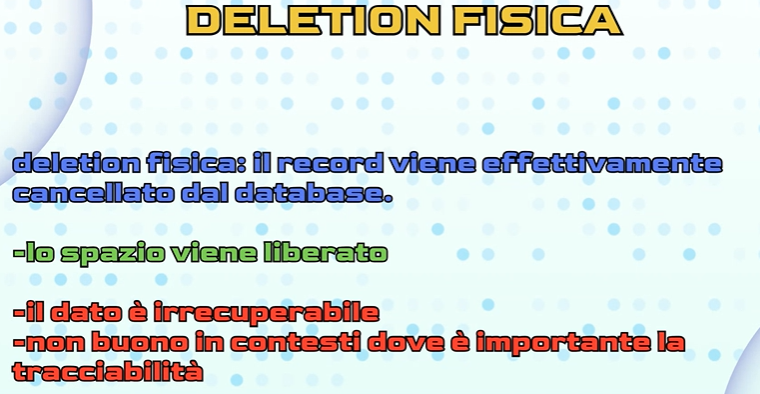 DELETION FISICA
deletion fisica: il record viene effettivamente
cancellato dal database.
-lo spazio viene liberato
-il dato è irrecuperabile
-non buono in contesti dove è importante la
tracciabilità